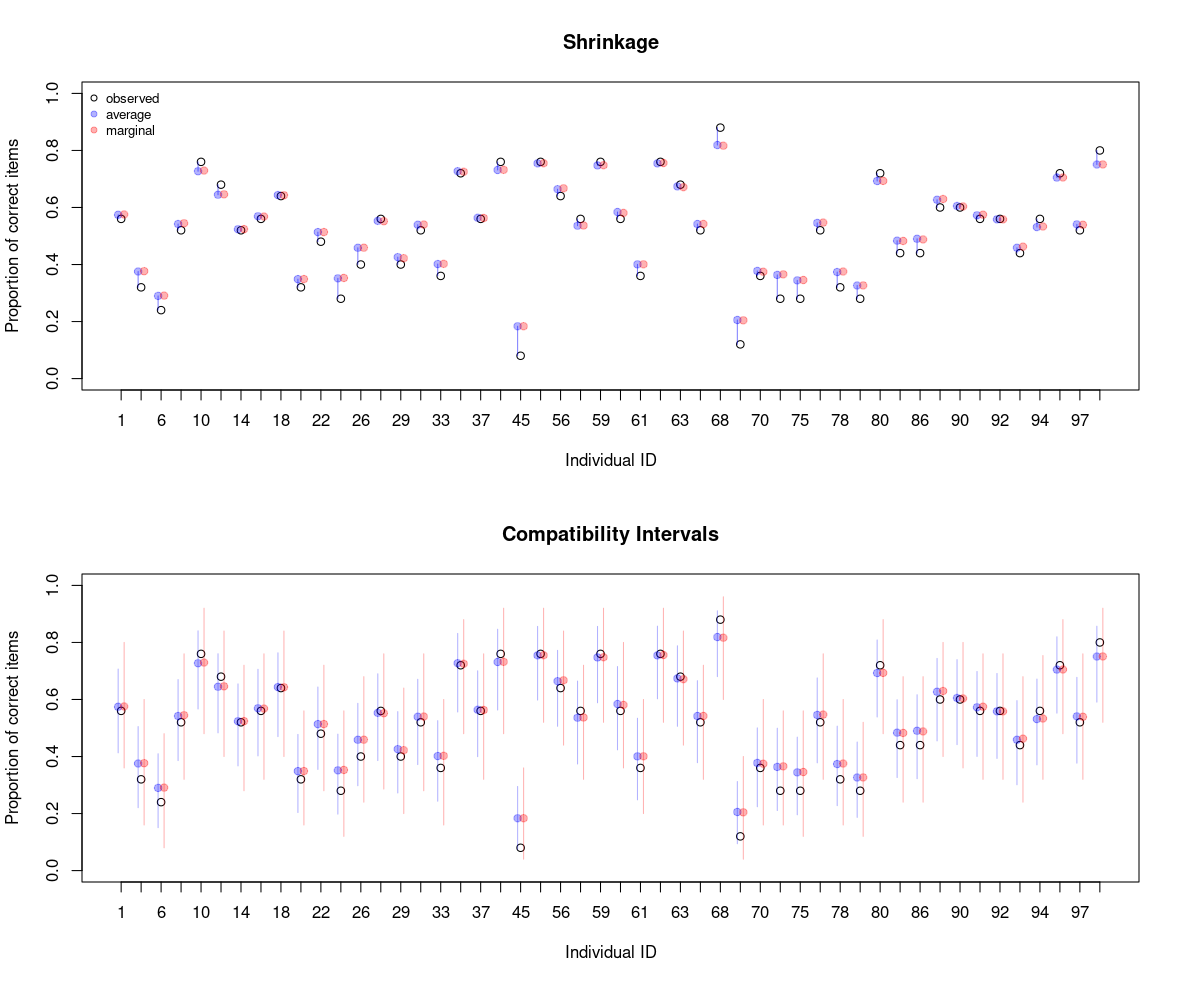 Shrinkage
Proportion of correct items
1.0
0.8
0.6
0.4
0.2
0.0
observed
average
marginal
1 6 10 14 18 22 26 29 33 37 45 56 59 61 63 68 70 75 78 80 86 90 92 94 97
Individual ID
Compatibility Intervals
Proportion of correct items
1.0
0.8
0.6
0.4
0.2
0.0
1 6 10 14 18 22 26 29 33 37 45 56 59 61 63 68 70 75 78 80 86 90 92 94 97
Individual ID